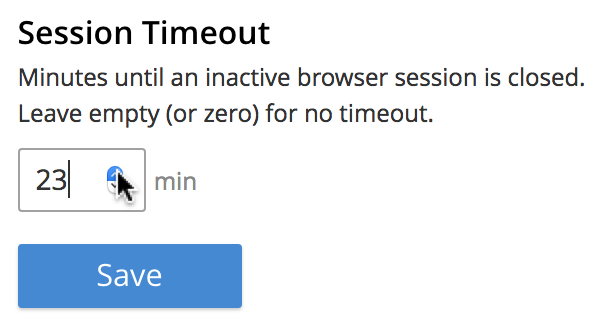 Session Timeout
Minutes until an inactive browser session is closed.
Leave empty (or zero) for no timeout.
23 min
Save